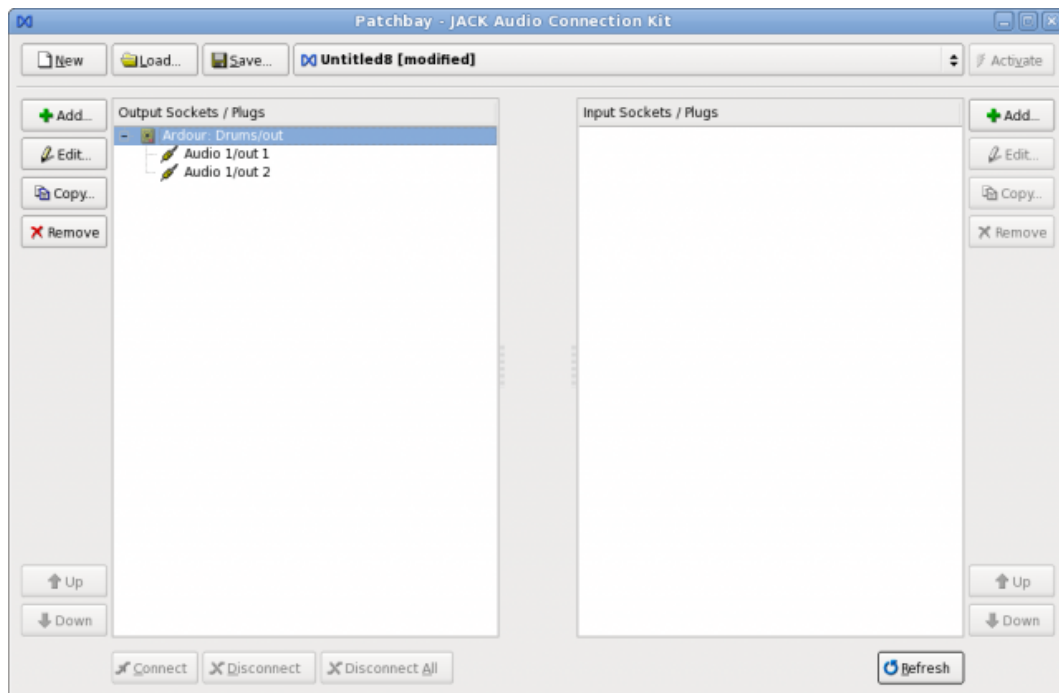 Patchbay - JACK Audio Connection Kit
New
Load...
Save...
Untitled8 [modified]
Activate
Add...
Edit...
Copy...
Remove
Output Sockets / Plugs
Ardour: Drums/out
Audio 1/out 1
Audio 1/out 2
Input Sockets / Plugs
Add...
Edit...
Copy...
Remove
Up
Down
Up
Down
Connect
Disconnect
Disconnect All
Refresh